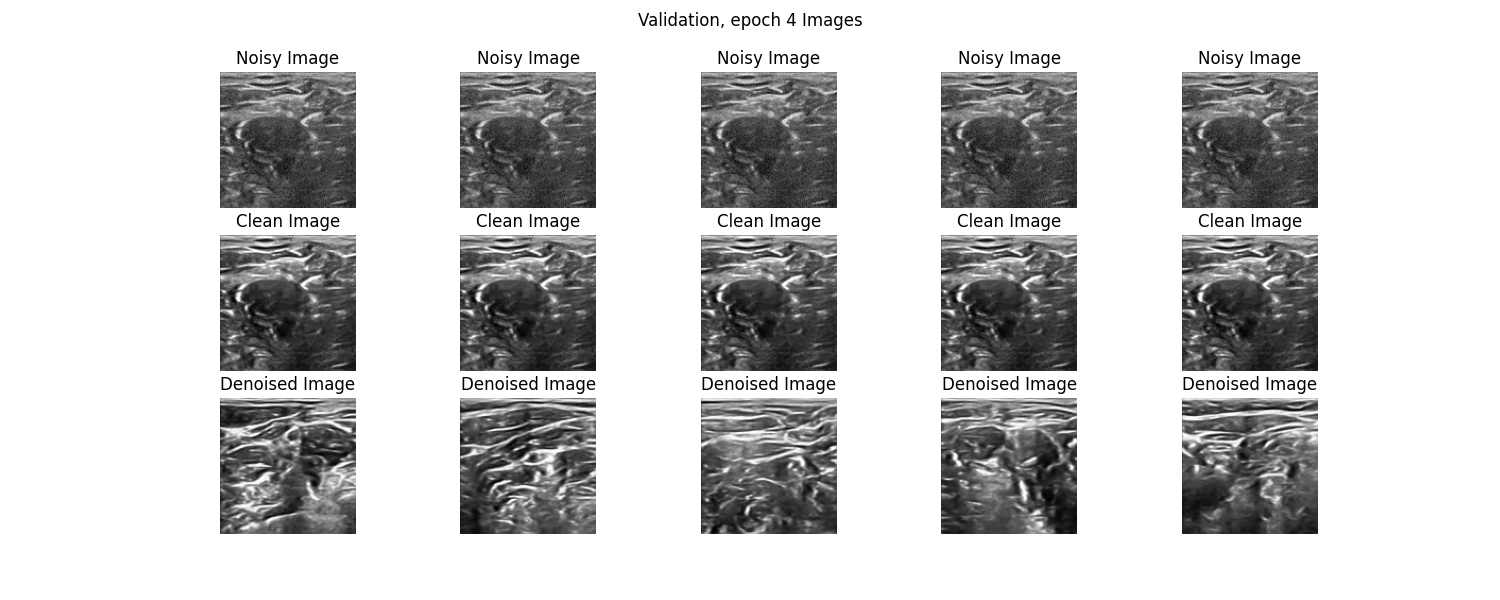 Validation, epoch 4 Images
Noisy Image Noisy Image Noisy Image Noisy Image Noisy Image
Clean Image Clean Image Clean Image Clean Image Clean Image
Denoised Image Denoised Image Denoised Image Denoised Image Denoised Image